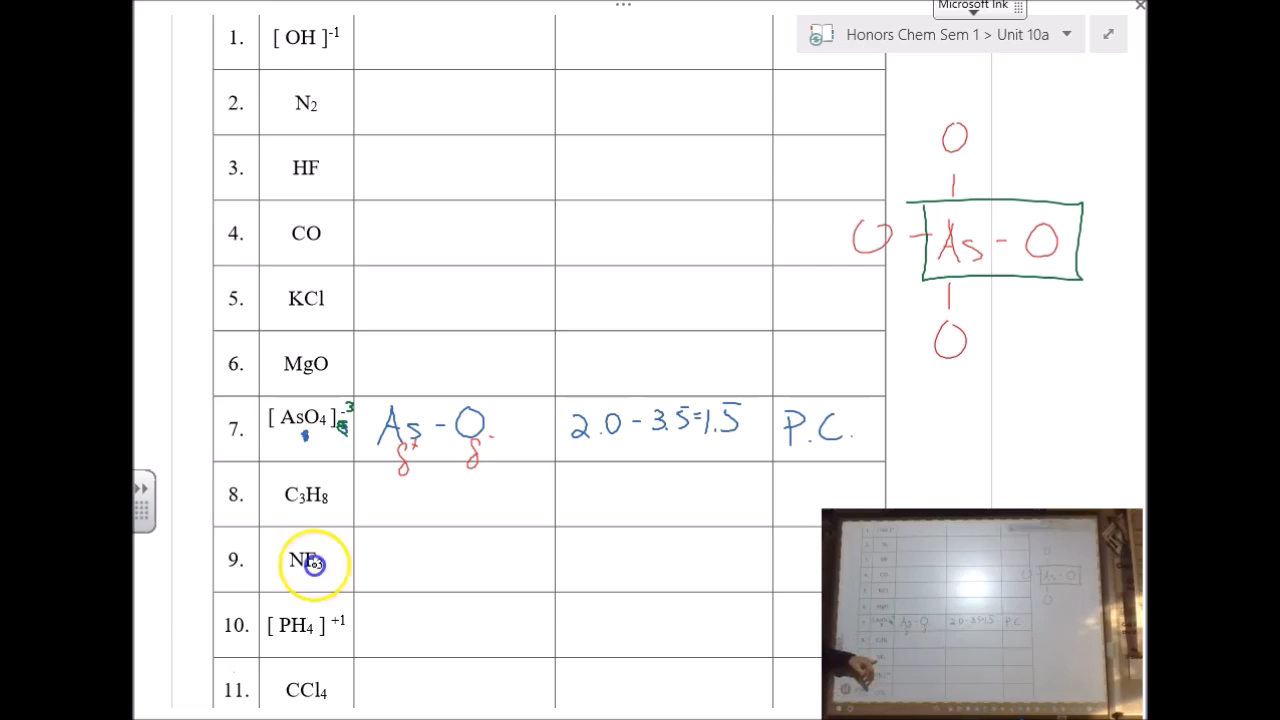 Microsoft Ink
Honors Chem Sem 1 > Unit 10a
1. [ OH ]-1
2. N2
3. HF
4. CO
5. KCl
6. MgO
7. [ AsO4 ]-3 As - O 2.0 - 3.5 = 1.5 P.C.
δ+ δ-
8. C3H8
9. NF3
10. [ PH4 ] +1
11. CCl4
O
|
O - As - O
|
O